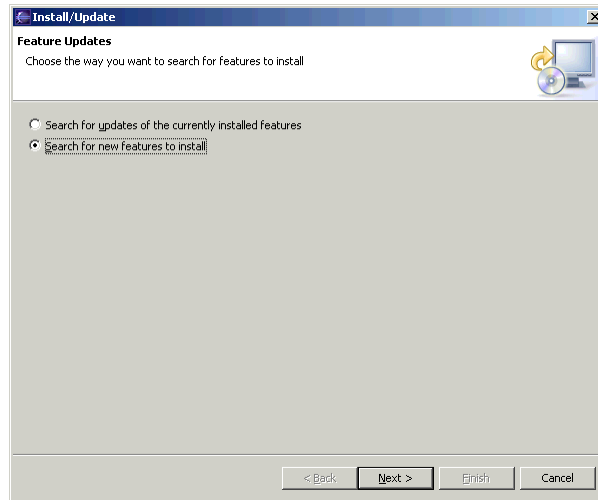 Install/Update
Feature Updates
Choose the way you want to search for features to install
Search for updates of the currently installed features
Search for new features to install
< Back
Next >
Finish
Cancel